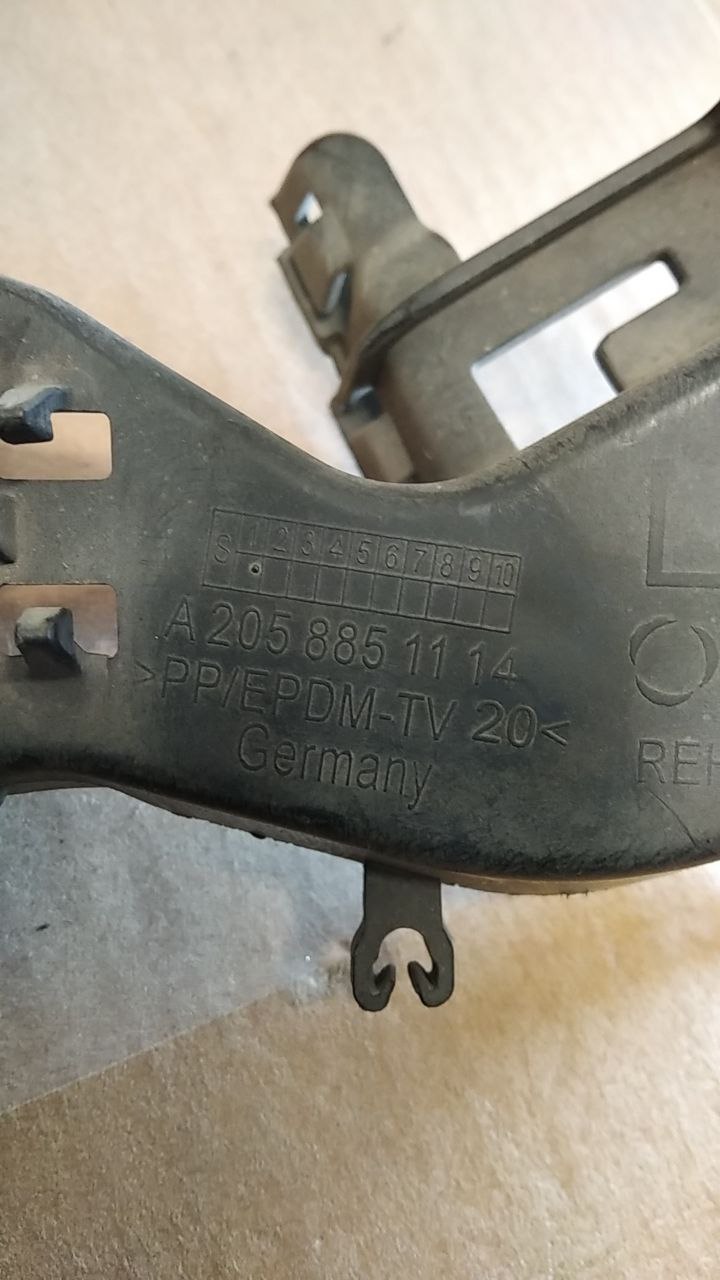 S 1 2 3 4 5 6 7 8 9 10
A 205 885 11 14
>PP/EPDM-TV 20<
Germany
L
REH